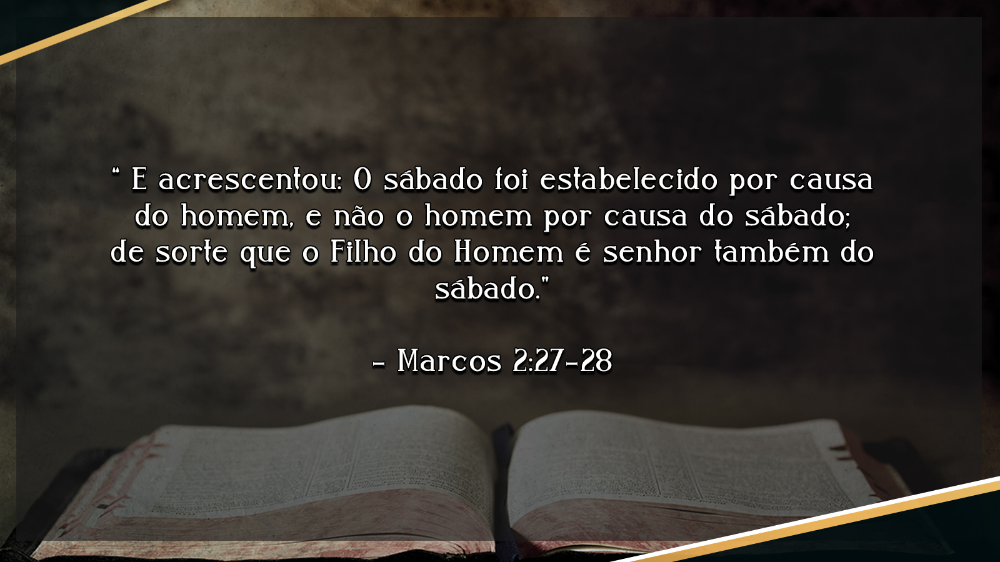 “ E acrescentou: O sábado foi estabelecido por causa
do homem, e não o homem por causa do sábado;
de sorte que o Filho do Homem é senhor também do
sábado."
- Marcos 2:27-28